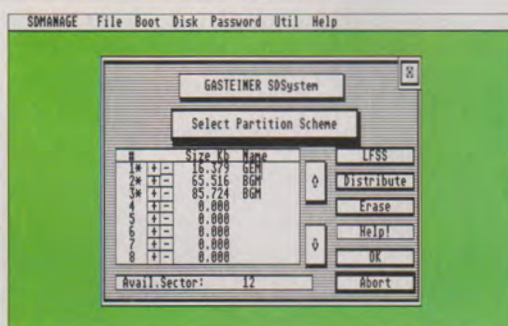 SDMANAGE File Boot Disk Password Util Help
GASTEINER SDSystem
Select Partition Scheme
# Size Kb Name
1* + - 16.379 GEM
2* + - 65.516 BGM
3* + - 85.724 BGM
4 + - 0.000
5 + - 0.000
6 + - 0.000
7 + - 0.000
8 + - 0.000
LFSS
Distribute
Erase
Help!
OK
Abort
Avail.Sector: 12